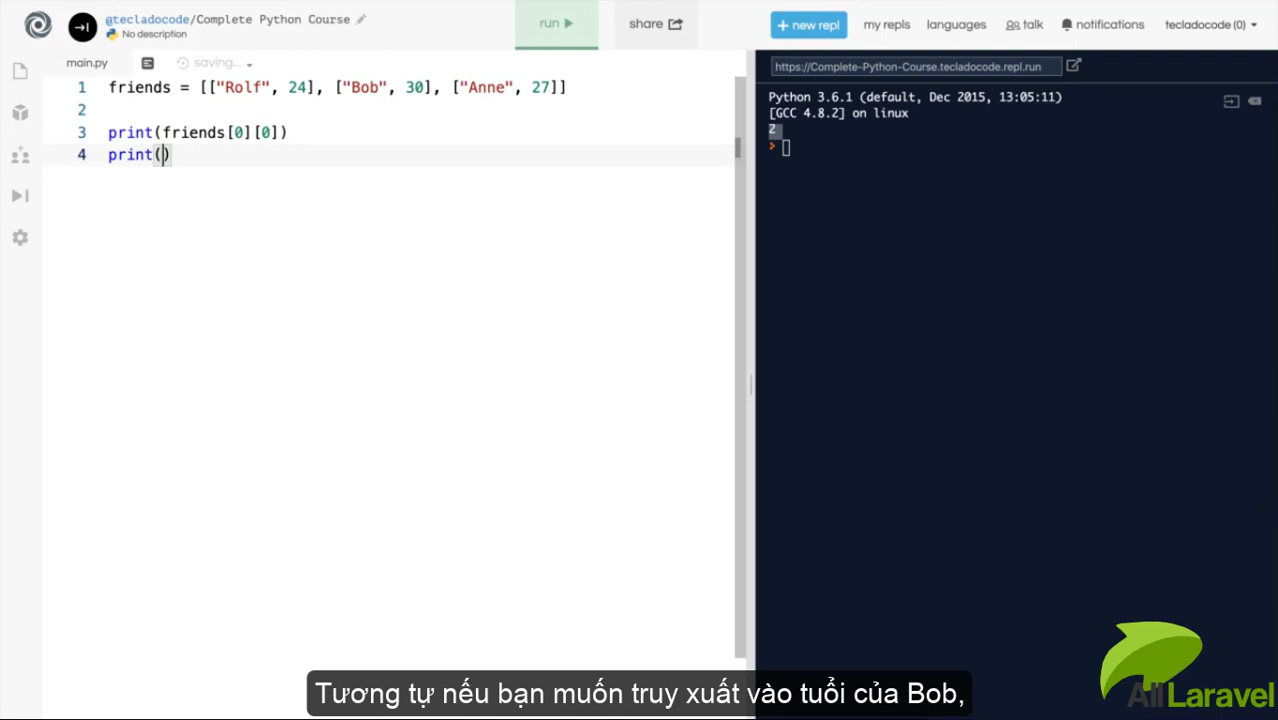 @tecladocode/Complete Python Course
No description
run
share
+ new repl
my repls
languages
talk
notifications
tecladocode (0)
main.py
saving...
https://Complete-Python-Course.tecladocode.repl.run
1 friends = [["Rolf", 24], ["Bob", 30], ["Anne", 27]]
2
3 print(friends[0][0])
4 print()
Python 3.6.1 (default, Dec 2015, 13:05:11)
[GCC 4.8.2] on linux
2
>
Tương tự nếu bạn muốn truy xuất vào tuổi của Bob,
AllLaravel